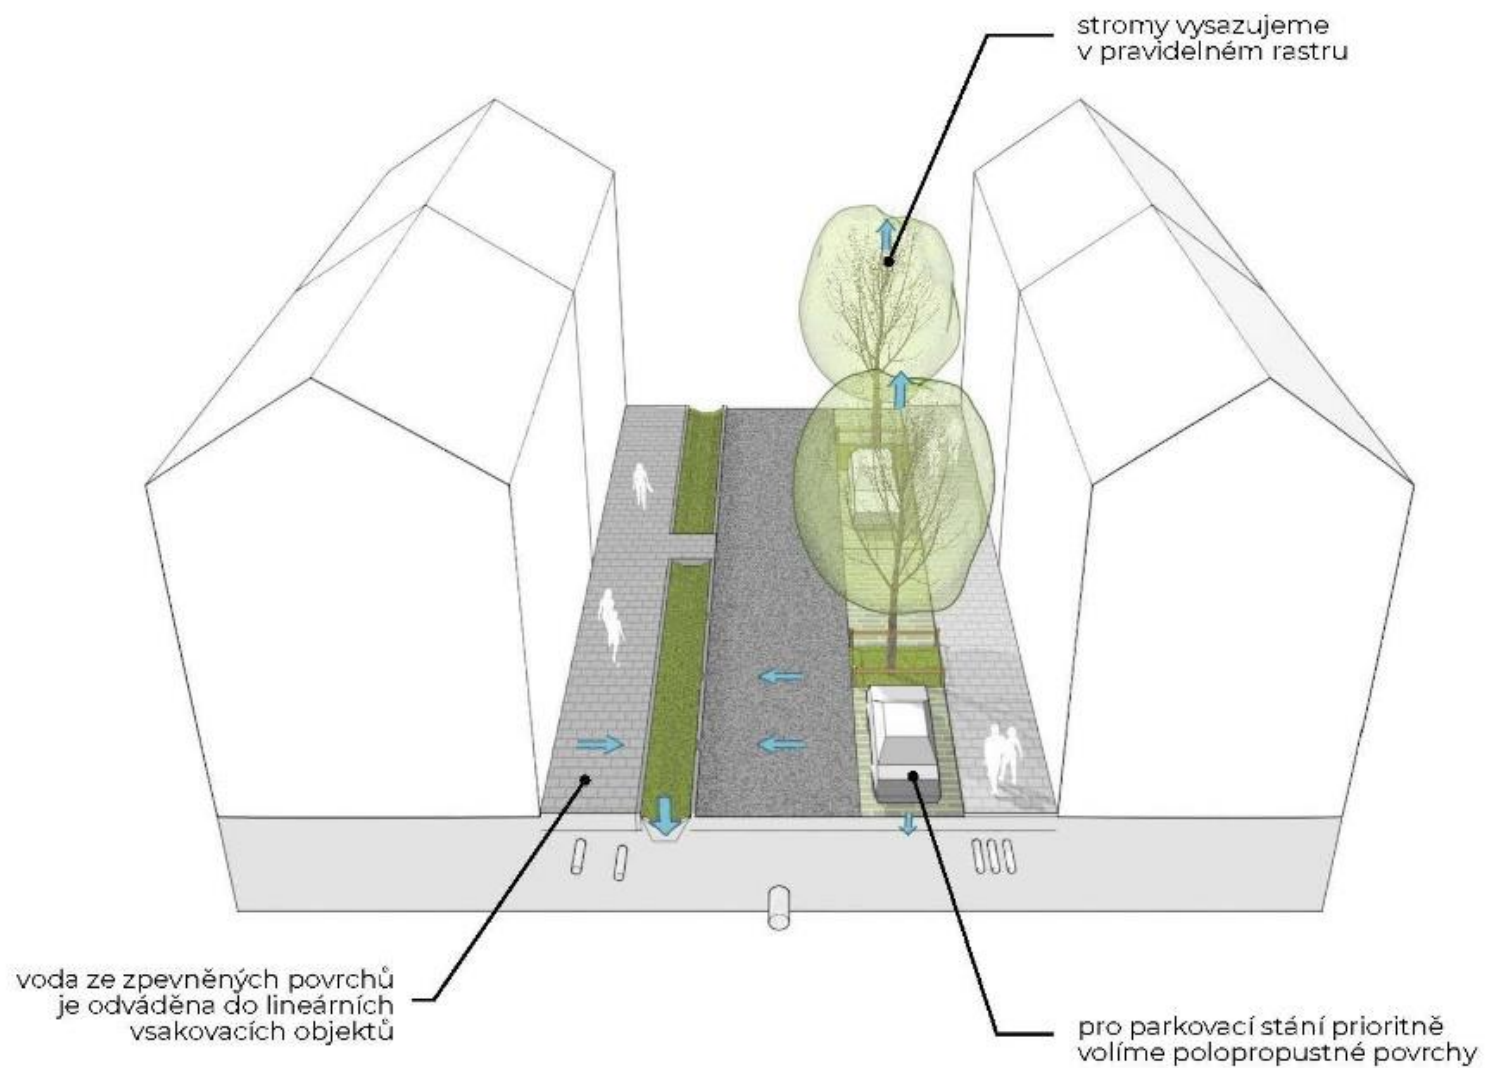 stromy vysazujeme
v pravidelném rastru
voda ze zpevněných povrchů
je odváděna do lineárních
vsakovacích objektů
pro parkovací stání prioritně
volíme polopropustné povrchy